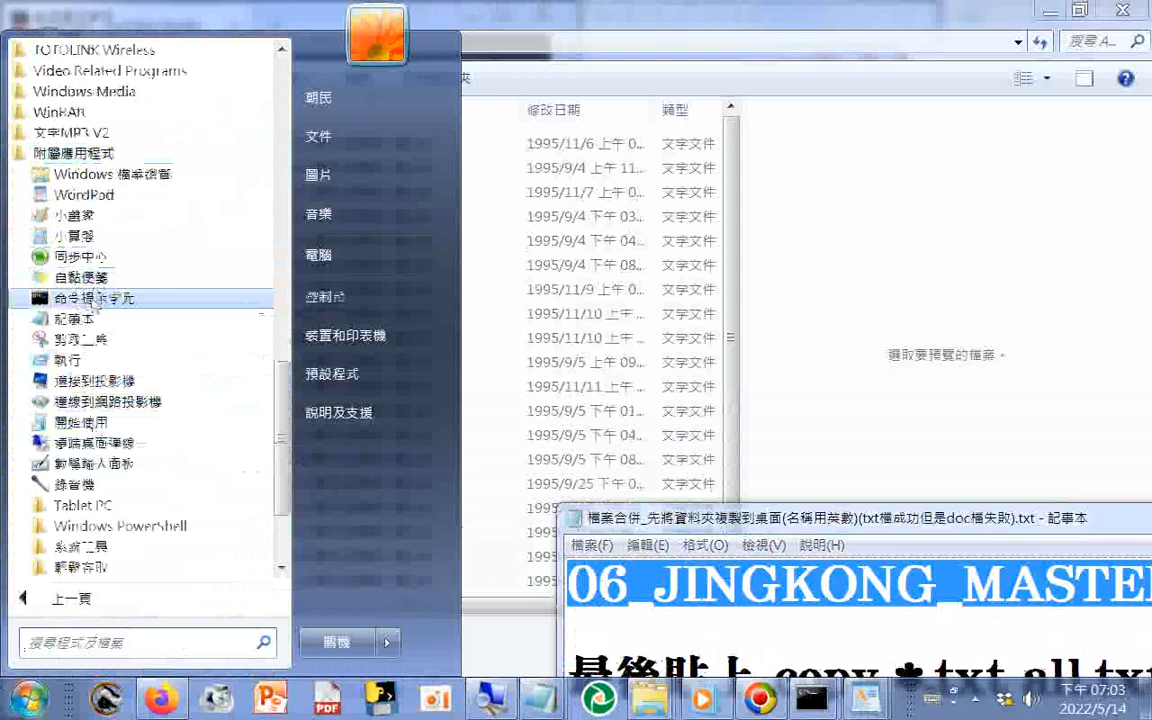 TOTOLINK Wireless
Video Related Programs
Windows Media
WinRAR
文字MP3 V2
附屬應用程式
Windows 檔案總管
WordPad
小畫家
小算盤
同步中心
自黏便箋
命令提示字元
記事本
剪取工具
執行
連接到投影機
連線到網路投影機
開始使用
遠端桌面連線
數學輸入面板
錄音機
Tablet PC
Windows PowerShell
系統工具
輕鬆存取
上一頁
搜尋程式及檔案
朝民
文件
圖片
音樂
電腦
控制台
裝置和印表機
預設程式
說明及支援
關機
搜尋 A...
夾
修改日期 類型
1995/11/6 上午 0... 文字文件
1995/9/4 上午 11... 文字文件
1995/11/7 上午 0... 文字文件
1995/9/4 下午 03... 文字文件
1995/9/4 下午 04... 文字文件
1995/9/4 下午 08... 文字文件
1995/11/9 上午 0... 文字文件
1995/11/10 上午 ... 文字文件
1995/11/10 上午 ... 文字文件
1995/9/5 上午 09... 文字文件
1995/11/11 上午 ... 文字文件
1995/9/5 下午 01... 文字文件
1995/9/5 下午 04... 文字文件
1995/9/5 下午 08... 文字文件
1995/9/25 下午 0... 文字文件
選取要預覽的檔案。
檔案合併_先將資料夾複製到桌面(名稱用英數)(txt檔成功但是doc檔失敗).txt - 記事本
檔案(F) 編輯(E) 格式(O) 檢視(V) 說明(H)
06_JINGKONG_MASTE
最後貼上 copy *.txt all.txt
下午 07:03
2022/5/14